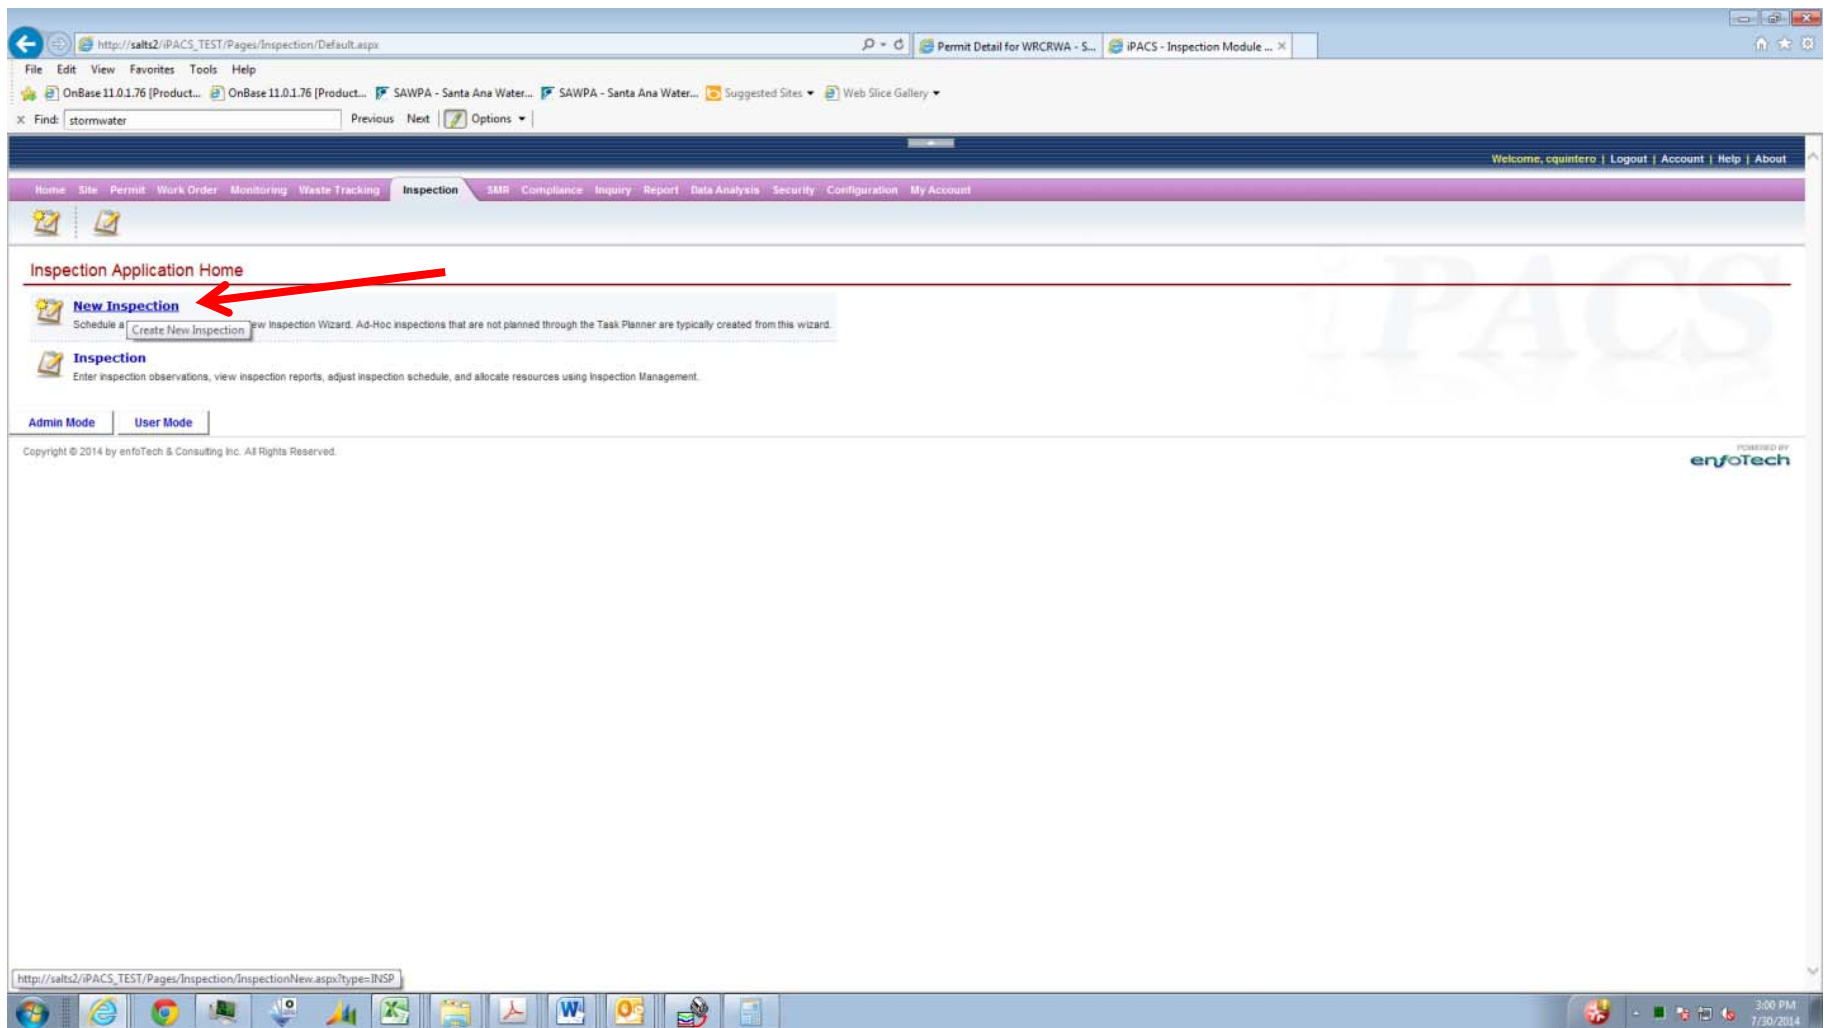 http://salts2/iPACS_TEST/Pages/Inspection/Default.aspx
Permit Detail for WRCRWA - S...
iPACS - Inspection Module ...
File Edit View Favorites Tools Help
OnBase 11.0.1.76 [Product... OnBase 11.0.1.76 [Product... SAWPA - Santa Ana Water... SAWPA - Santa Ana Water... Suggested Sites Web Slice Gallery
x Find: stormwater Previous Next Options
Welcome, cquintero | Logout | Account | Help | About
Home Site Permit Work Order Monitoring Waste Tracking Inspection SMR Compliance Inquiry Report Data Analysis Security Configuration My Account
iPACS
Inspection Application Home
New Inspection
Schedule a ew Inspection Wizard. Ad-Hoc inspections that are not planned through the Task Planner are typically created from this wizard.
Create New Inspection
Inspection
Enter inspection observations, view inspection reports, adjust inspection schedule, and allocate resources using Inspection Management.
Admin Mode User Mode
Copyright © 2014 by enfoTech & Consulting Inc. All Rights Reserved.
POWERED BY
enfoTech
http://salts2/iPACS_TEST/Pages/Inspection/InspectionNew.aspx?type=INSP
3:00 PM
7/30/2014